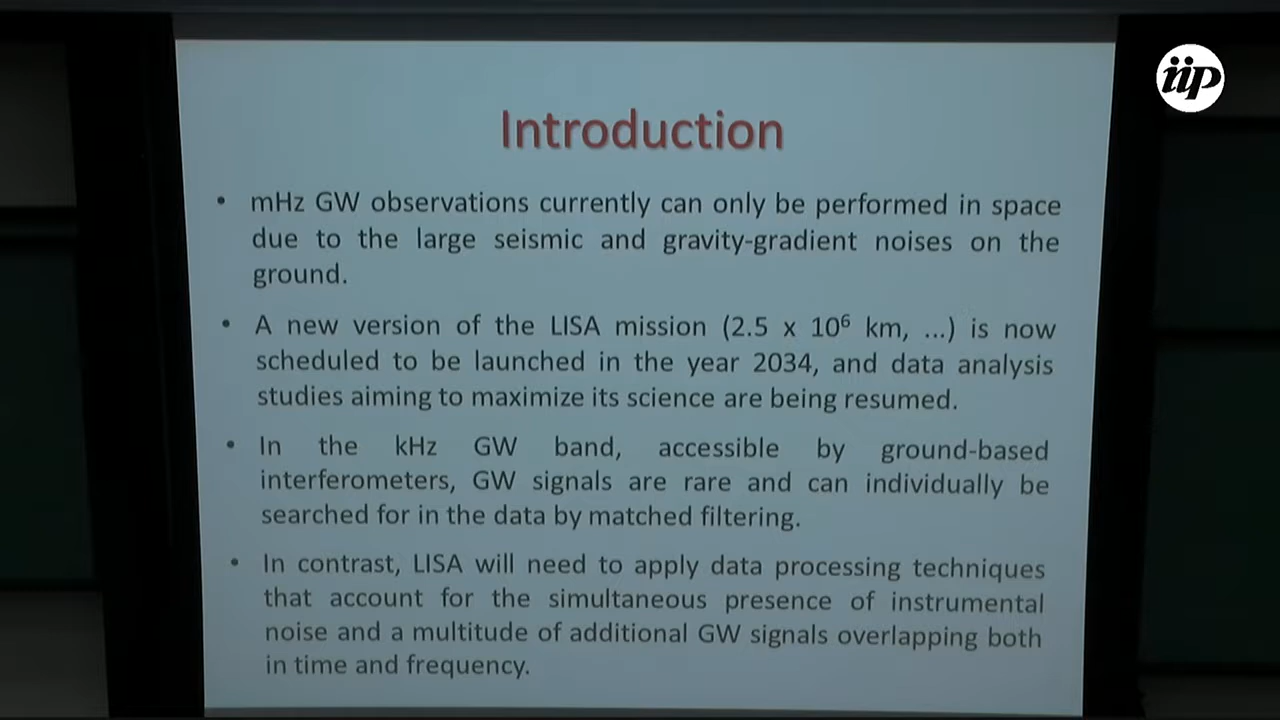 iip
Introduction
• mHz GW observations currently can only be performed in space
due to the large seismic and gravity-gradient noises on the
ground.
• A new version of the LISA mission (2.5 x 10⁶ km, ...) is now
scheduled to be launched in the year 2034, and data analysis
studies aiming to maximize its science are being resumed.
• In the kHz GW band, accessible by ground-based
interferometers, GW signals are rare and can individually be
searched for in the data by matched filtering.
• In contrast, LISA will need to apply data processing techniques
that account for the simultaneous presence of instrumental
noise and a multitude of additional GW signals overlapping both
in time and frequency.